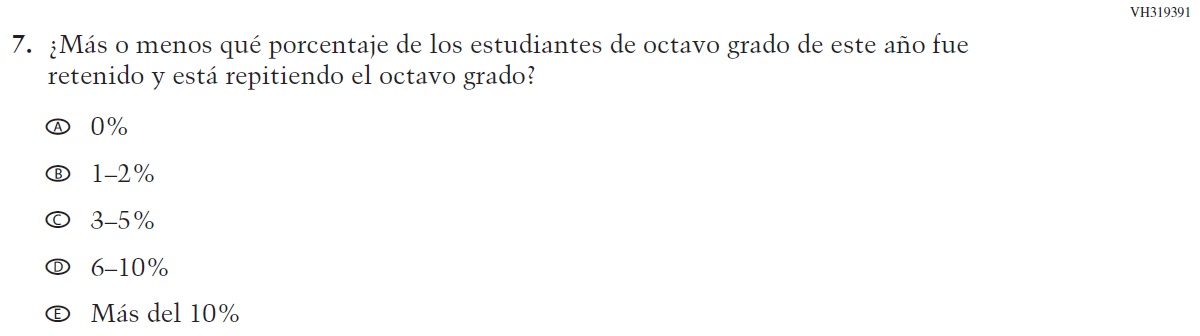 VH319391
7. ¿Más o menos qué porcentaje de los estudiantes de octavo grado de este año fue
retenido y está repitiendo el octavo grado?
A 0%
B 1–2%
C 3–5%
D 6–10%
E Más del 10%